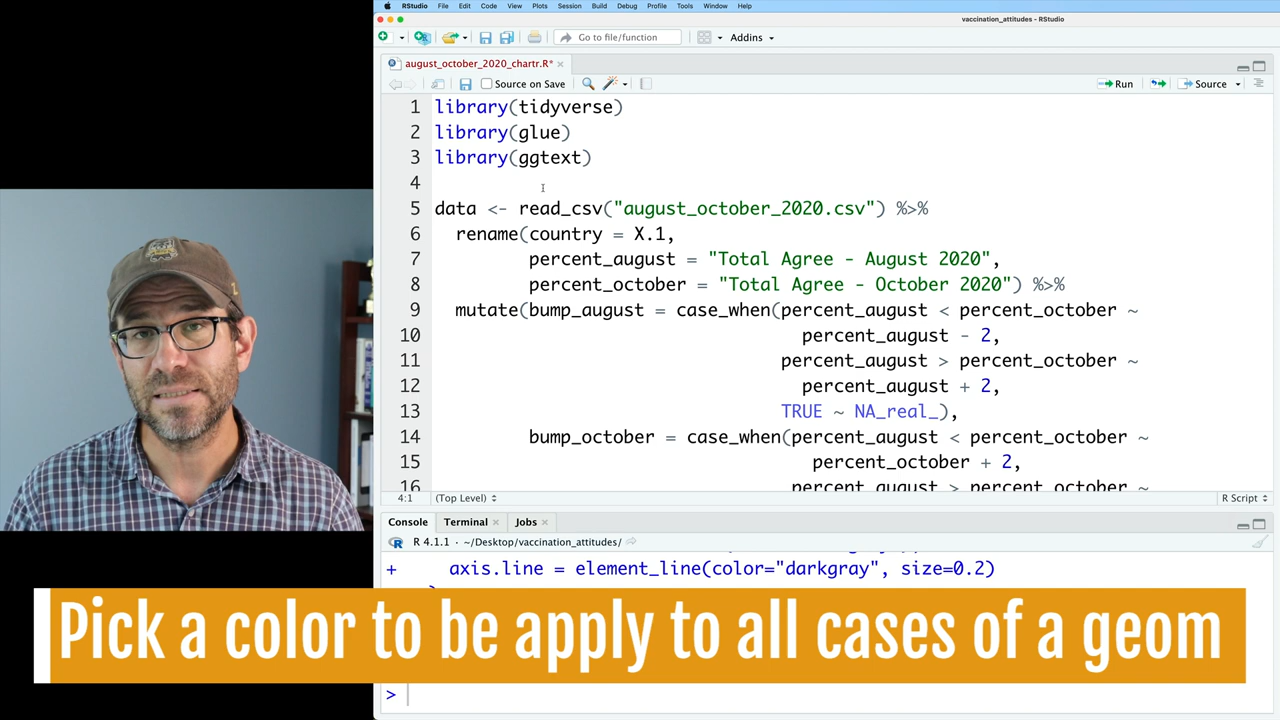 RStudio File Edit Code View Plots Session Build Debug Profile Tools Window Help
vaccination_attitudes - RStudio
Go to file/function Addins
august_october_2020_chartr.R*
Source on Save Run Source
1 library(tidyverse)
2 library(glue)
3 library(ggtext)
4
5 data <- read_csv("august_october_2020.csv") %>%
6 rename(country = X.1,
7 percent_august = "Total Agree - August 2020",
8 percent_october = "Total Agree - October 2020") %>%
9 mutate(bump_august = case_when(percent_august < percent_october ~
10 percent_august - 2,
11 percent_august > percent_october ~
12 percent_august + 2,
13 TRUE ~ NA_real_),
14 bump_october = case_when(percent_august < percent_october ~
15 percent_october + 2,
16 percent_august > percent_october ~
4:1 (Top Level) R Script
Console Terminal Jobs
R 4.1.1 · ~/Desktop/vaccination_attitudes/
+ axis.line = element_line(color="darkgray", size=0.2)
Pick a color to be apply to all cases of a geom
>